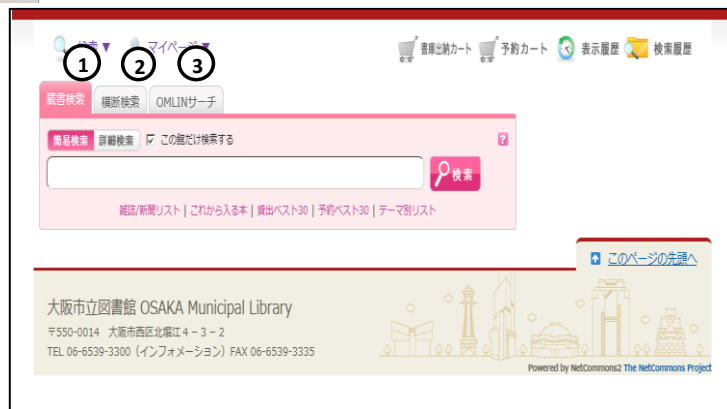 検索▼ マイページ▼ 書庫出納カート 予約カート 表示履歴 検索履歴
1 2 3
蔵書検索 横断検索 OMLINサーチ
簡易検索 詳細検索 この館だけ検索する ?
検索
雑誌/新聞リスト | これから入る本 | 貸出ベスト30 | 予約ベスト30 | テーマ別リスト
このページの先頭へ
大阪市立図書館 OSAKA Municipal Library
〒550-0014 大阪市西区北堀江4-3-2
TEL 06-6539-3300(インフォメーション) FAX 06-6539-3335
Powered by NetCommons2 The NetCommons Project